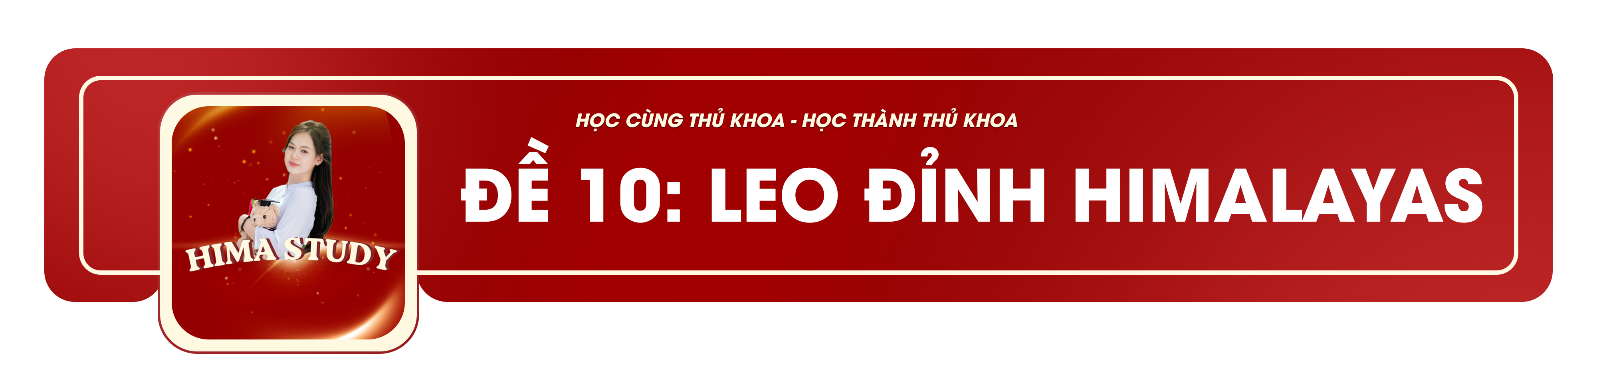 HỌC CÙNG THỦ KHOA - HỌC THÀNH THỦ KHOA
ĐỀ 10: LEO ĐỈNH HIMALAYAS
HIMA STUDY